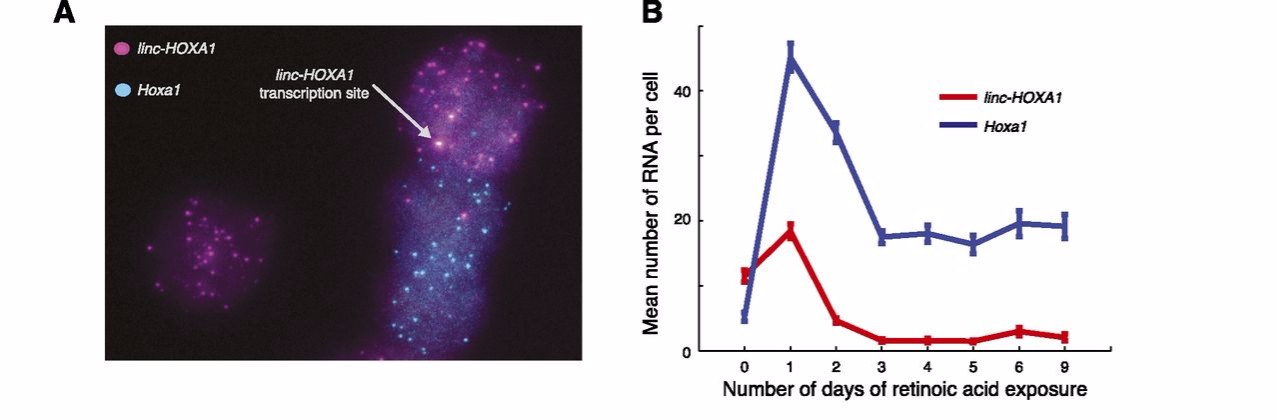 A
linc-HOXA1
Hoxa1
linc-HOXA1
transcription site
B
Mean number of RNA per cell
40
20
0
linc-HOXA1
Hoxa1
0 1 2 3 4 5 6 9
Number of days of retinoic acid exposure